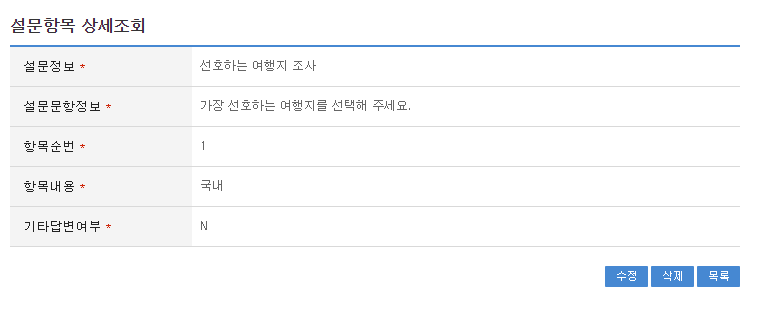 설문항목 상세조회
설문정보 * 선호하는 여행지 조사
설문문항정보 * 가장 선호하는 여행지를 선택해 주세요.
항목순번 * 1
항목내용 * 국내
기타답변여부 * N
수정 삭제 목록